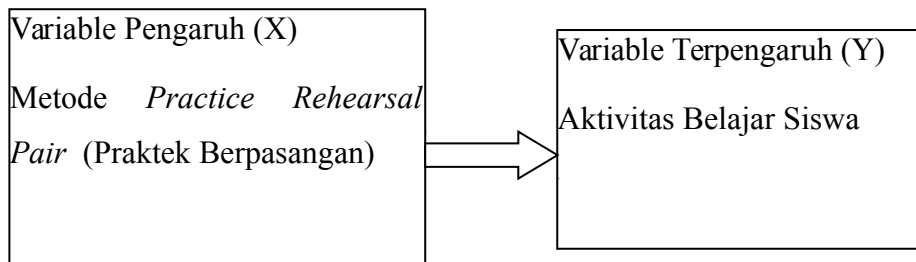 Variable Pengaruh (X)
Metode Practice Rehearsal
Pair (Praktek Berpasangan)
Variable Terpengaruh (Y)
Aktivitas Belajar Siswa